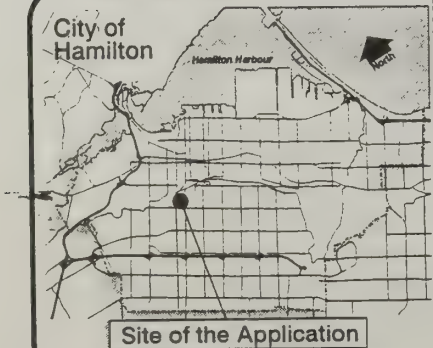 City of
Hamilton
Hamilton Harbour
North
Site of the Application